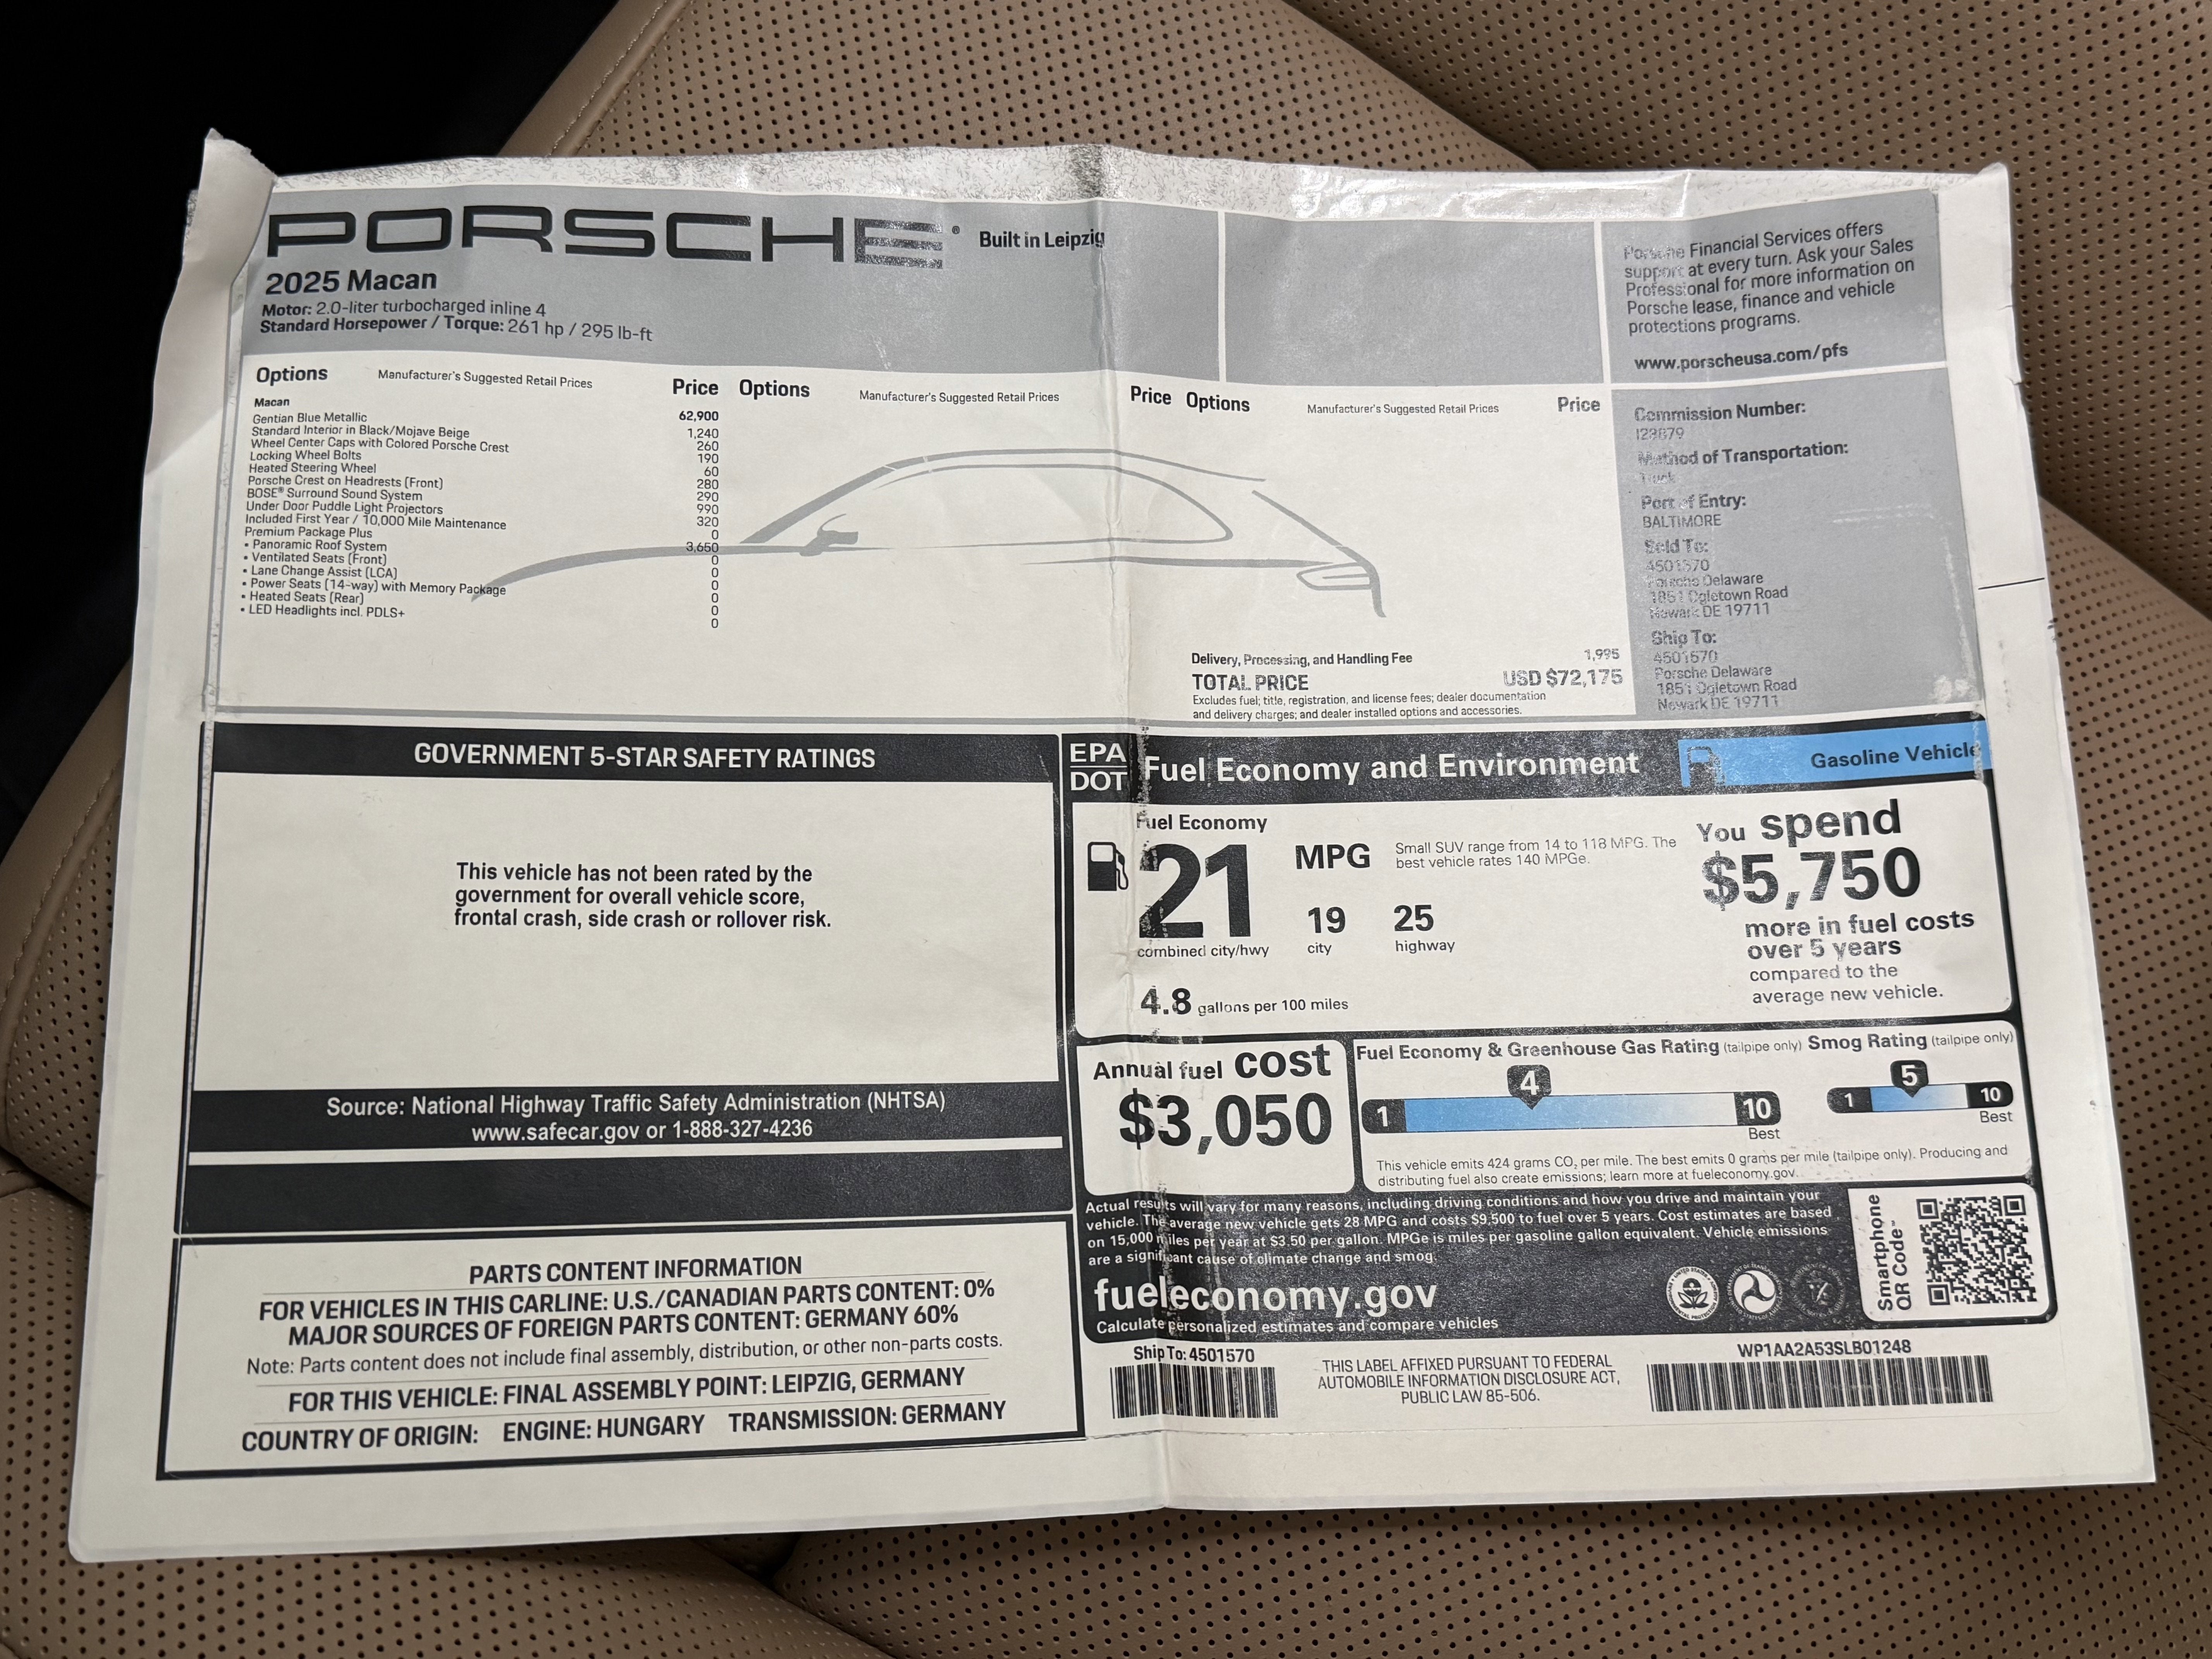 PORSCHE® Built in Leipzig
2025 Macan
Motor: 2.0-liter turbocharged inline 4
Standard Horsepower / Torque: 261 hp / 295 lb-ft
Porsche Financial Services offers
support at every turn. Ask your Sales
Professional for more information on
Porsche lease, finance and vehicle
protections programs.
www.porscheusa.com/pfs
Options Manufacturer's Suggested Retail Prices Price Options Manufacturer's Suggested Retail Prices Price Options Manufacturer's Suggested Retail Prices Price
Macan 62,900
Gentian Blue Metallic 1,240
Standard Interior in Black/Mojave Beige 260
Wheel Center Caps with Colored Porsche Crest 190
Locking Wheel Bolts 60
Heated Steering Wheel 280
Porsche Crest on Headrests (Front) 290
BOSE® Surround Sound System 990
Under Door Puddle Light Projectors 320
Included First Year / 10,000 Mile Maintenance 0
Premium Package Plus 3,650
• Panoramic Roof System 0
• Ventilated Seats (Front) 0
• Lane Change Assist (LCA) 0
• Power Seats (14-way) with Memory Package 0
• Heated Seats (Rear) 0
• LED Headlights incl. PDLS+ 0
Delivery, Processing, and Handling Fee 1,995
TOTAL PRICE USD $72,175
Excludes fuel; title, registration, and license fees; dealer documentation
and delivery charges; and dealer installed options and accessories.
Commission Number:
Method of Transportation:
Truck
Port of Entry:
BALTIMORE
Sold To:
4501570
Porsche Delaware
1851 Ogletown Road
Newark DE 19711
Ship To:
4501570
Porsche Delaware
1851 Ogletown Road
Newark DE 19711
GOVERNMENT 5-STAR SAFETY RATINGS
This vehicle has not been rated by the
government for overall vehicle score,
frontal crash, side crash or rollover risk.
Source: National Highway Traffic Safety Administration (NHTSA)
www.safecar.gov or 1-888-327-4236
PARTS CONTENT INFORMATION
FOR VEHICLES IN THIS CARLINE: U.S./CANADIAN PARTS CONTENT: 0%
MAJOR SOURCES OF FOREIGN PARTS CONTENT: GERMANY 60%
Note: Parts content does not include final assembly, distribution, or other non-parts costs.
FOR THIS VEHICLE: FINAL ASSEMBLY POINT: LEIPZIG, GERMANY
COUNTRY OF ORIGIN: ENGINE: HUNGARY TRANSMISSION: GERMANY
EPA
DOT
Fuel Economy and Environment
Gasoline Vehicle
Fuel Economy
21 MPG
Small SUV range from 14 to 118 MPG. The
best vehicle rates 140 MPGe.
19 25
combined city/hwy city highway
4.8 gallons per 100 miles
You spend
$5,750
more in fuel costs
over 5 years
compared to the
average new vehicle.
Annual fuel cost
$3,050
Fuel Economy & Greenhouse Gas Rating (tailpipe only) Smog Rating (tailpipe only)
4
1 10
Best
5
1 10
Best
This vehicle emits 424 grams CO₂ per mile. The best emits 0 grams per mile (tailpipe only). Producing and
distributing fuel also create emissions; learn more at fueleconomy.gov.
Actual results will vary for many reasons, including driving conditions and how you drive and maintain your
vehicle. The average new vehicle gets 28 MPG and costs $9,500 to fuel over 5 years. Cost estimates are based
on 15,000 miles per year at $3.50 per gallon. MPGe is miles per gasoline gallon equivalent. Vehicle emissions
are a significant cause of climate change and smog.
fueleconomy.gov
Calculate personalized estimates and compare vehicles
Smartphone
QR Code™
Ship To: 4501570
THIS LABEL AFFIXED PURSUANT TO FEDERAL
AUTOMOBILE INFORMATION DISCLOSURE ACT,
PUBLIC LAW 85-506.
WP1AA2A53SLB01248